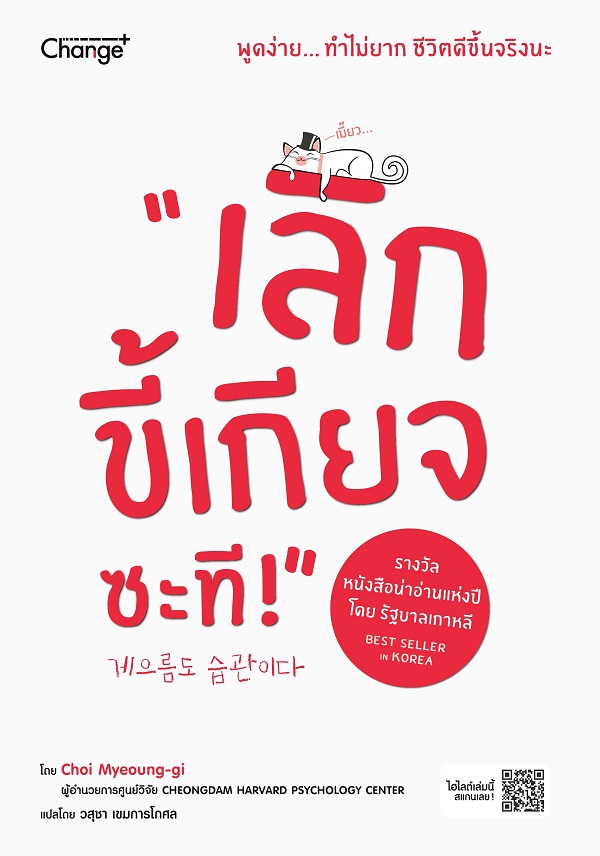 Change+
พูดง่าย... ทำไม่ยาก ชีวิตดีขึ้นจริงนะ
เมี๊ยว...
"เลิก
ขี้เกียจ
ซะที!"
게으름도 습관이다
รางวัล
หนังสือน่าอ่านแห่งปี
โดย รัฐบาลเกาหลี
BEST SELLER
IN KOREA
โดย Choi Myeoung-gi
ผู้อำนวยการศูนย์วิจัย CHEONGDAM HARVARD PSYCHOLOGY CENTER
แปลโดย วสุชา เขมการโกศล
ไฮไลต์เล่มนี้
สแกนเลย!